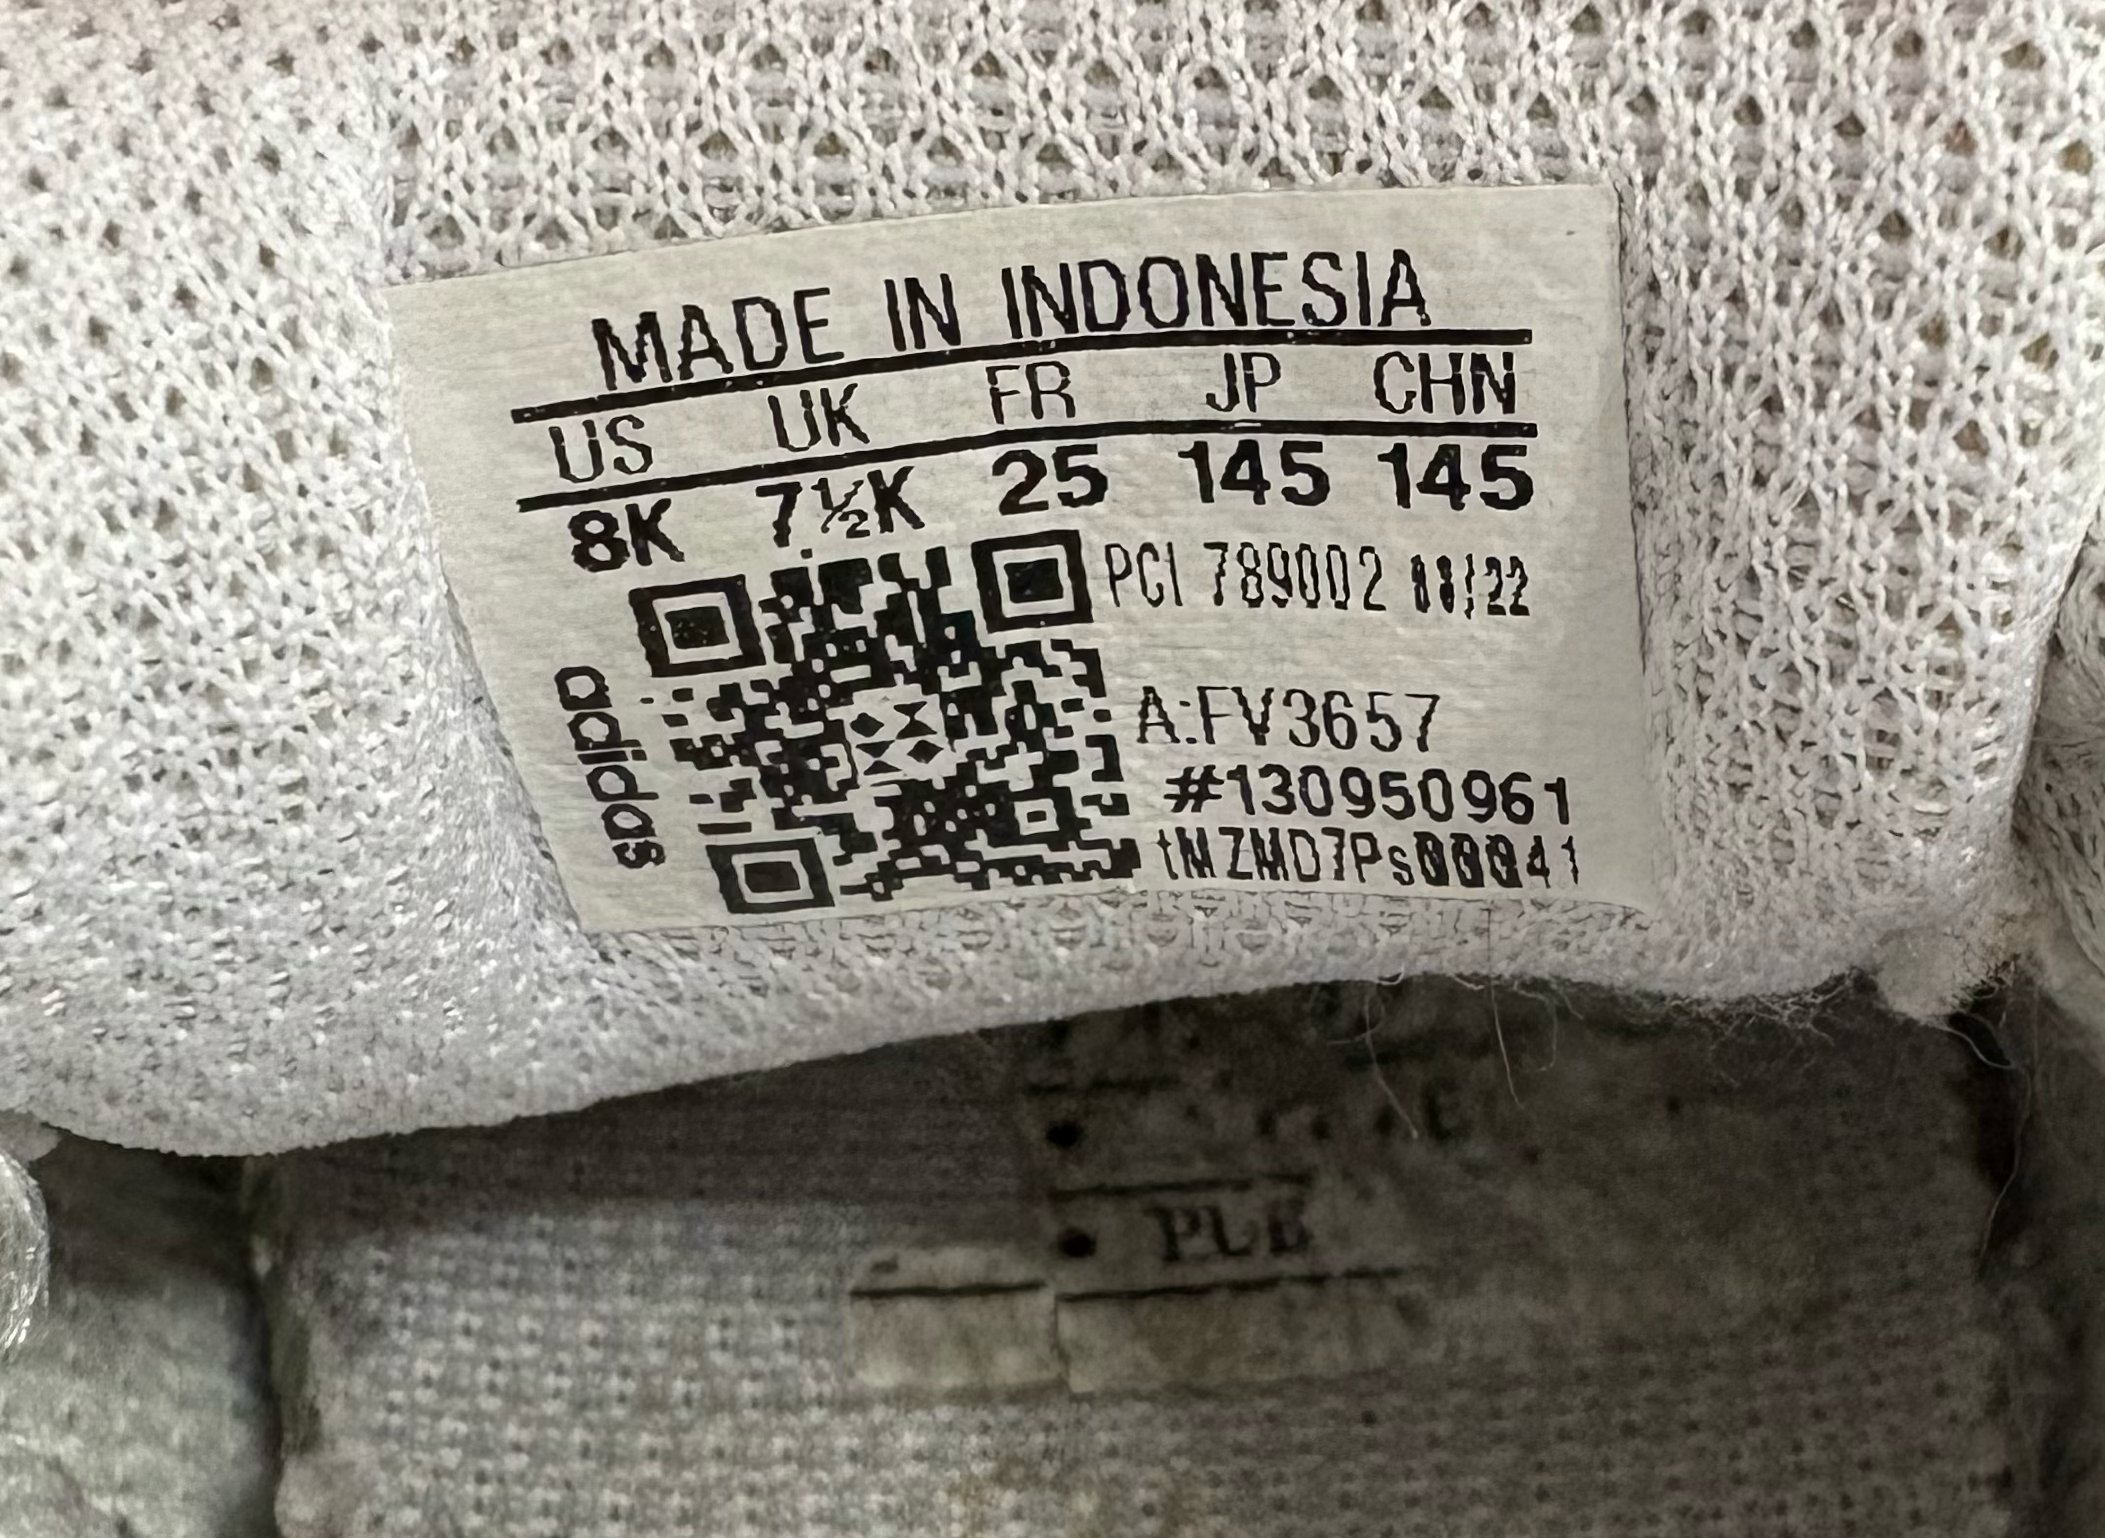 MADE IN INDONESIA
US UK FR JP CHN
8K 7½K 25 145 145
PCI 789002
adidas
A:FV3657
#130950961